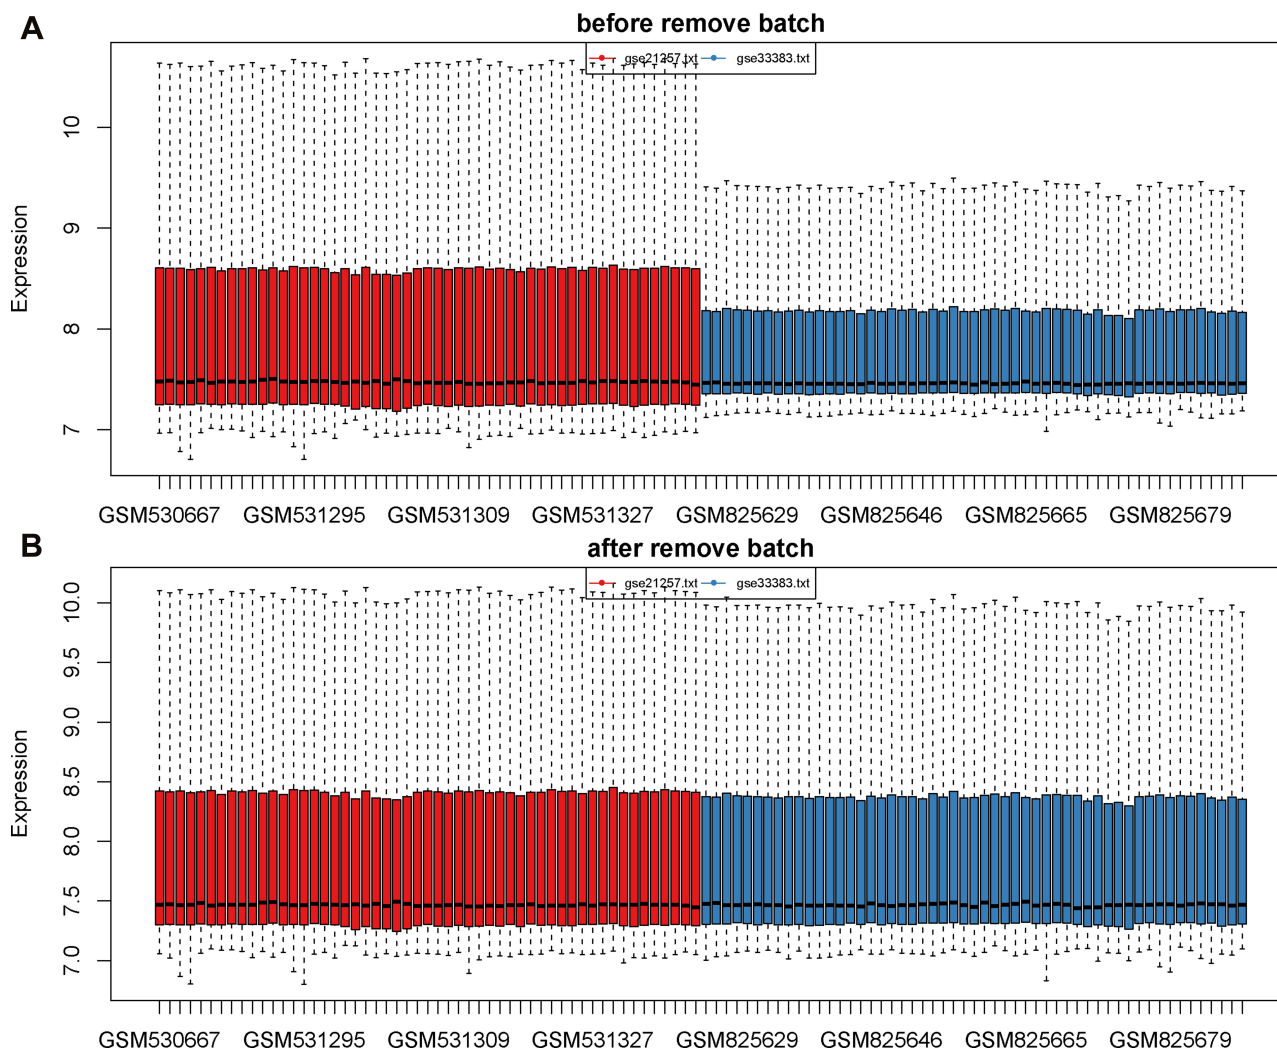 A
before remove batch
gse21257.txt gse33383.txt
Expression
10
9
8
7
GSM530667 GSM531295 GSM531309 GSM531327 GSM825629 GSM825646 GSM825665 GSM825679
B
after remove batch
gse21257.txt gse33383.txt
Expression
10.0
9.5
9.0
8.5
8.0
7.5
7.0
GSM530667 GSM531295 GSM531309 GSM531327 GSM825629 GSM825646 GSM825665 GSM825679